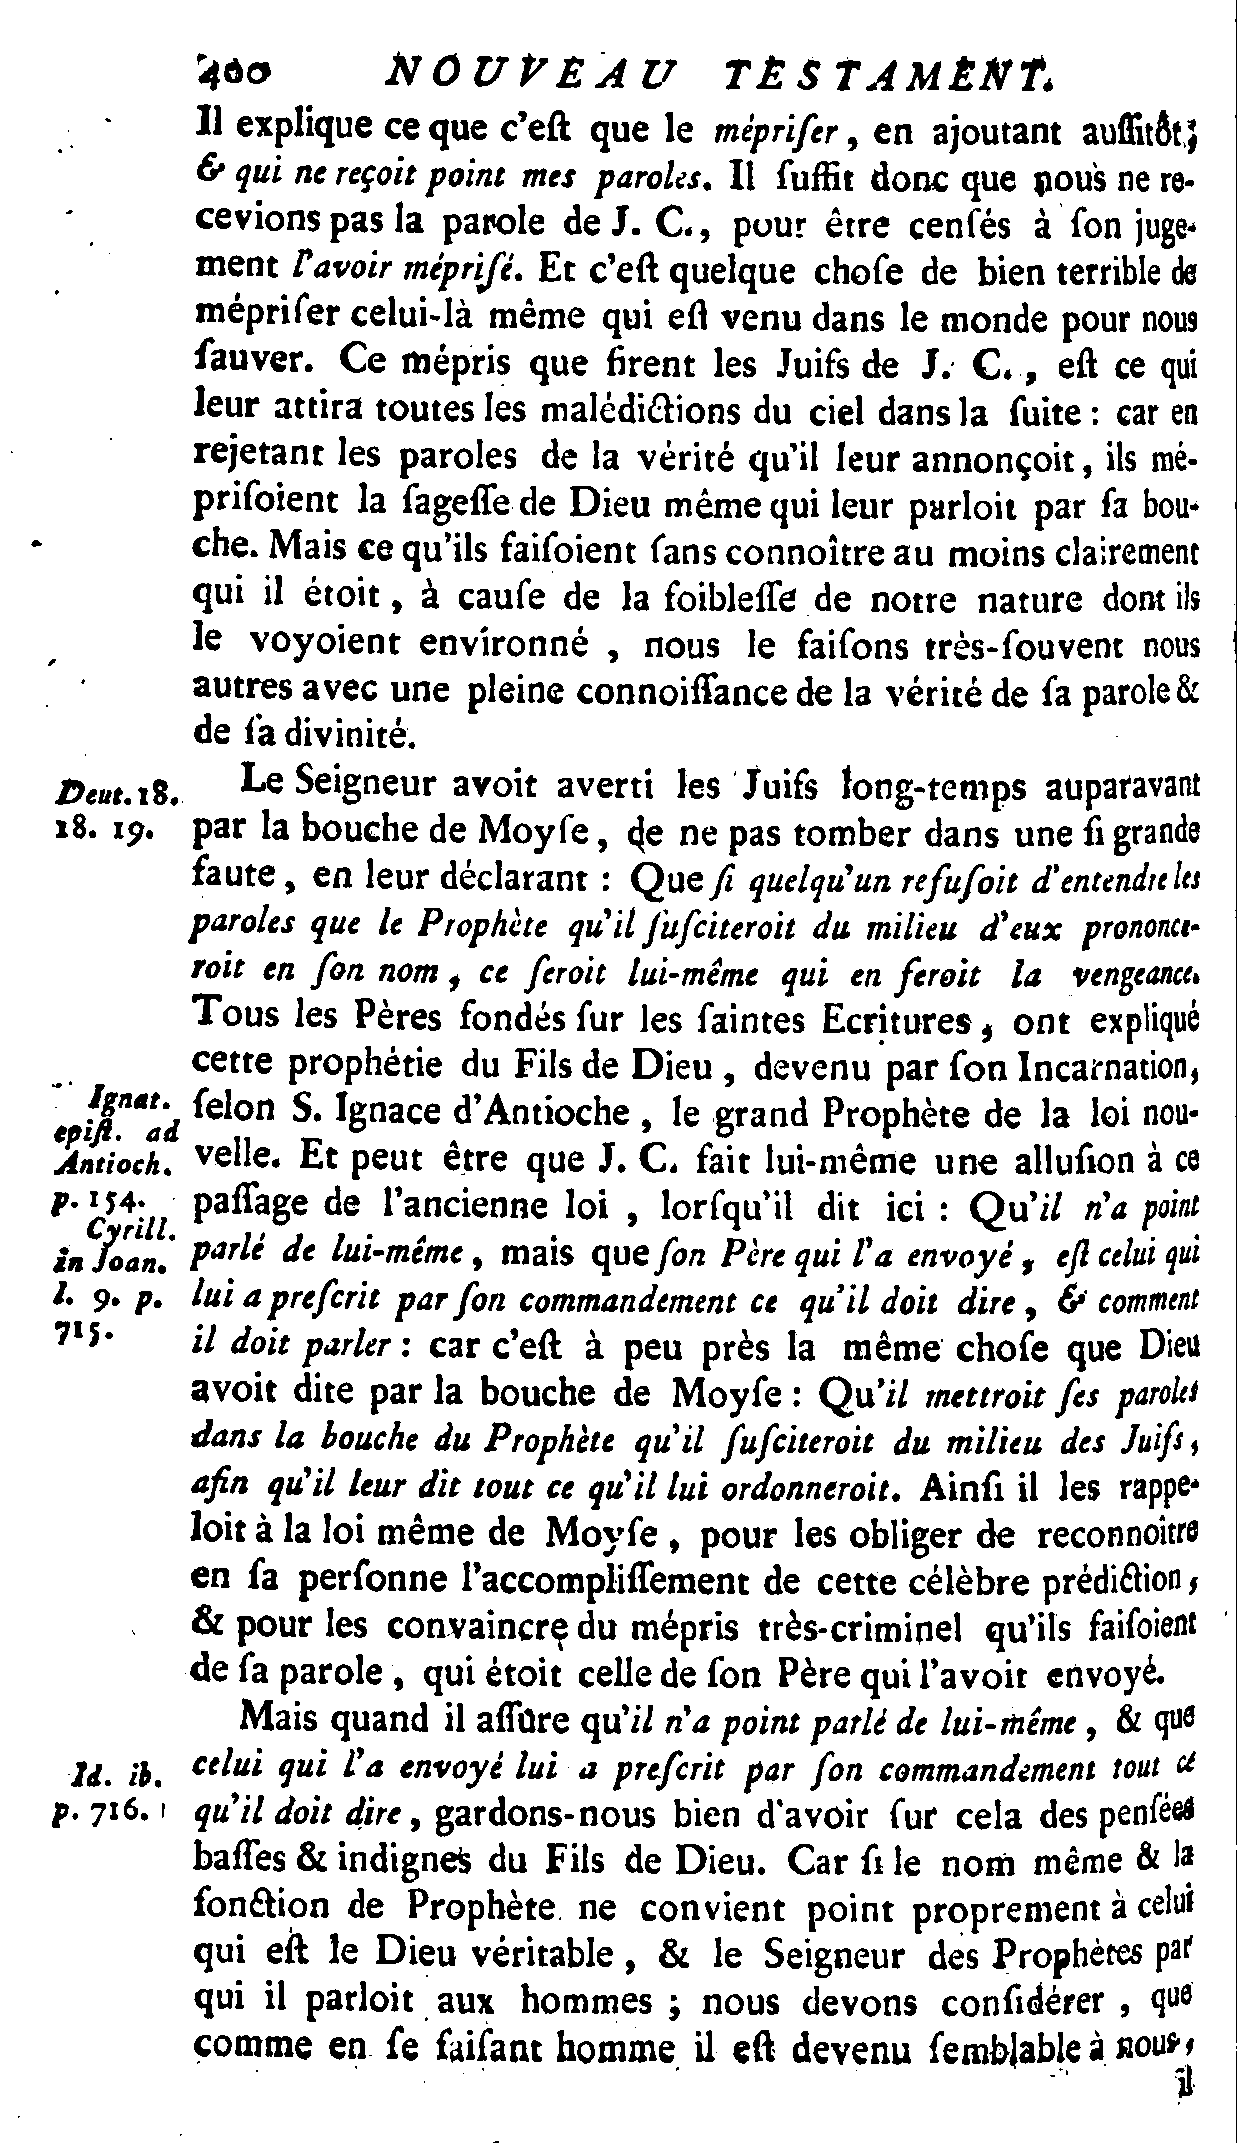 400 NOUVEAU TESTAMENT.
Il explique ce que c'eſt que le mépriſer, en ajoutant auſſitôt;
& qui ne reçoit point mes paroles. Il ſuffit donc que nous ne re-
cevions pas la parole de J. C., pour être cenſés à ſon juge-
ment l'avoir mépriſé. Et c'eſt quelque choſe de bien terrible de
mépriſer celui-là même qui eſt venu dans le monde pour nous
ſauver. Ce mépris que firent les Juifs de J. C., eſt ce qui
leur attira toutes les malédictions du ciel dans la ſuite : car en
rejetant les paroles de la vérité qu'il leur annonçoit, ils mé-
priſoient la ſageſſe de Dieu même qui leur parloit par ſa bou-
che. Mais ce qu'ils faiſoient ſans connoître au moins clairement
qui il étoit, à cauſe de la foibleſſe de notre nature dont ils
le voyoient environné, nous le faiſons très-ſouvent nous
autres avec une pleine connoiſſance de la vérité de ſa parole &
de ſa divinité.
Deut. 18.
18. 19.
Le Seigneur avoit averti les Juifs long-temps auparavant
par la bouche de Moyſe, de ne pas tomber dans une ſi grande
faute, en leur déclarant : Que ſi quelqu'un refuſoit d'entendre les
paroles que le Prophète qu'il ſuſciteroit du milieu d'eux prononce-
roit en ſon nom, ce ſeroit lui-même qui en feroit la vengeance.
Tous les Pères fondés ſur les ſaintes Ecritures, ont expliqué
cette prophétie du Fils de Dieu, devenu par ſon Incarnation,
ſelon S. Ignace d'Antioche, le grand Prophète de la loi nou-
velle. Et peut être que J. C. fait lui-même une alluſion à ce
paſſage de l'ancienne loi, lorſqu'il dit ici : Qu'il n'a point
parlé de lui-même, mais que ſon Père qui l'a envoyé, eſt celui qui
lui a preſcrit par ſon commandement ce qu'il doit dire, & comment
il doit parler : car c'eſt à peu près la même choſe que Dieu
avoit dite par la bouche de Moyſe : Qu'il mettroit ſes paroles
dans la bouche du Prophète qu'il ſuſciteroit du milieu des Juifs,
afin qu'il leur dit tout ce qu'il lui ordonneroit. Ainſi il les rappe-
loit à la loi même de Moyſe, pour les obliger de reconnoître
en ſa perſonne l'accompliſſement de cette célèbre prédiction,
& pour les convaincre du mépris très-criminel qu'ils faiſoient
de ſa parole, qui étoit celle de ſon Père qui l'avoit envoyé.
Ignat.
epiſt. ad
Antioch.
p. 154.
Cyrill.
in Joan.
l. 9. p.
715.
Mais quand il aſſûre qu'il n'a point parlé de lui-même, & que
celui qui l'a envoyé lui a preſcrit par ſon commandement tout ce
qu'il doit dire, gardons-nous bien d'avoir ſur cela des penſées
baſſes & indignes du Fils de Dieu. Car ſi le nom même & la
fonction de Prophète ne convient point proprement à celui
qui eſt le Dieu véritable, & le Seigneur des Prophètes par
qui il parloit aux hommes ; nous devons conſidérer, que
comme en ſe faiſant homme il eſt devenu ſemblable à nous,
Id. ib.
p. 716.
il